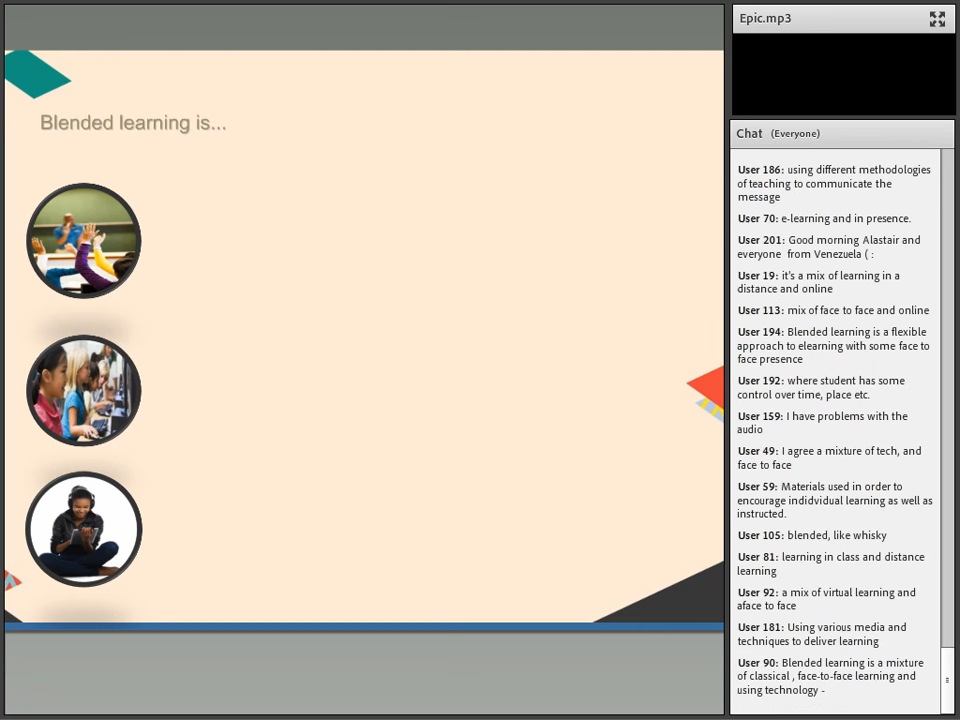 Blended learning is...
Epic.mp3
Chat (Everyone)
User 186: using different methodologies
of teaching to communicate the
message
User 70: e-learning and in presence.
User 201: Good morning Alastair and
everyone  from Venezuela ( :
User 19: it's a mix of learning in a
distance and online
User 113: mix of face to face and online
User 194: Blended learning is a flexible
approach to elearning with some face to
face presence
User 192: where student has some
control over time, place etc.
User 159: I have problems with the
audio
User 49: I agree a mixture of tech, and
face to face
User 59: Materials used in order to
encourage indidvidual learning as well as
instructed.
User 105: blended, like whisky
User 81: learning in class and distance
learning
User 92: a mix of virtual learning and
aface to face
User 181: Using various media and
techniques to deliver learning
User 90: Blended learning is a mixture
of classical , face-to-face learning and
using technology -